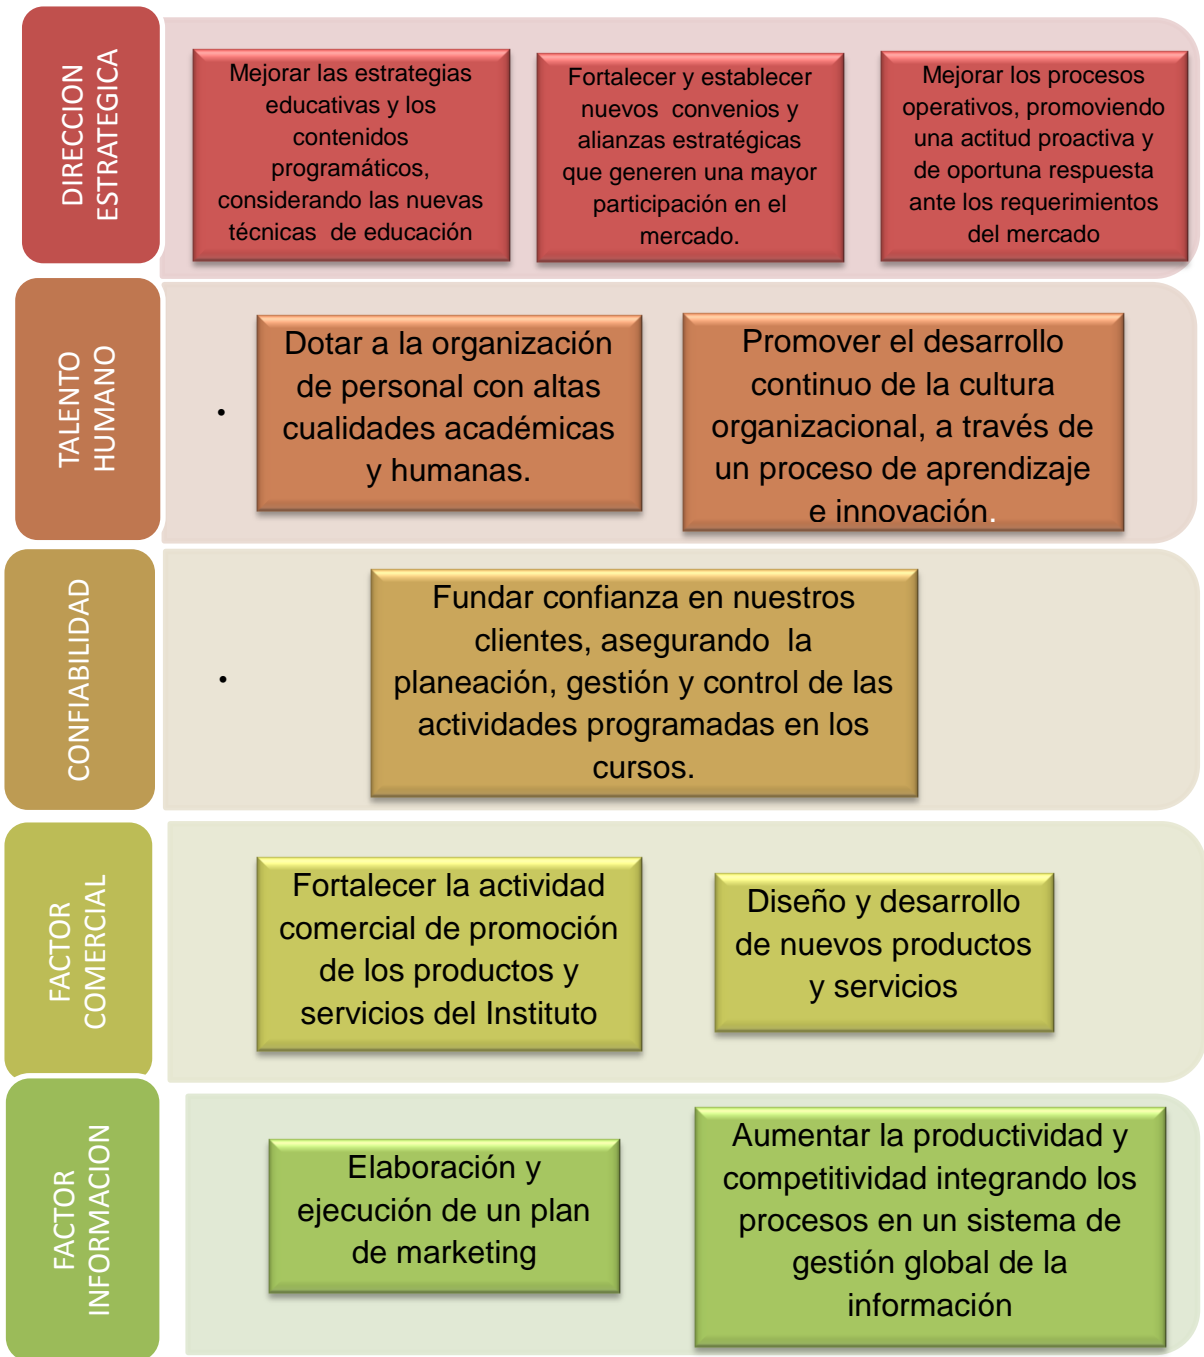 DIRECCION
ESTRATEGICA
Mejorar las estrategias
educativas y los
contenidos
programáticos,
considerando las nuevas
técnicas de educación
Fortalecer y establecer
nuevos convenios y
alianzas estratégicas
que generen una mayor
participación en el
mercado.
Mejorar los procesos
operativos, promoviendo
una actitud proactiva y
de oportuna respuesta
ante los requerimientos
del mercado
TALENTO
HUMANO
•
Dotar a la organización
de personal con altas
cualidades académicas
y humanas.
Promover el desarrollo
continuo de la cultura
organizacional, a través de
un proceso de aprendizaje
e innovación.
CONFIABILIDAD
•
Fundar confianza en nuestros
clientes, asegurando la
planeación, gestión y control de las
actividades programadas en los
cursos.
FACTOR
COMERCIAL
Fortalecer la actividad
comercial de promoción
de los productos y
servicios del Instituto
Diseño y desarrollo
de nuevos productos
y servicios
FACTOR
INFORMACION
Elaboración y
ejecución de un plan
de marketing
Aumentar la productividad y
competitividad integrando los
procesos en un sistema de
gestión global de la
información